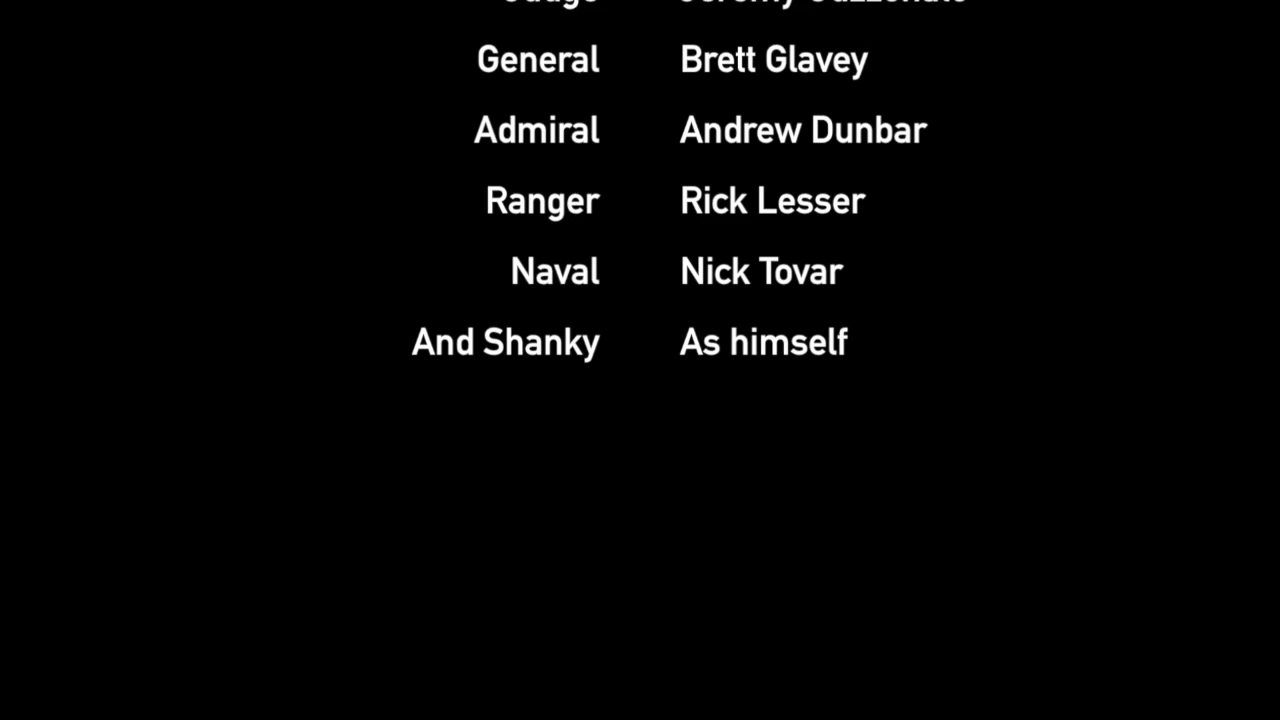 General Brett Glavey
Admiral Andrew Dunbar
Ranger Rick Lesser
Naval Nick Tovar
And Shanky As himself